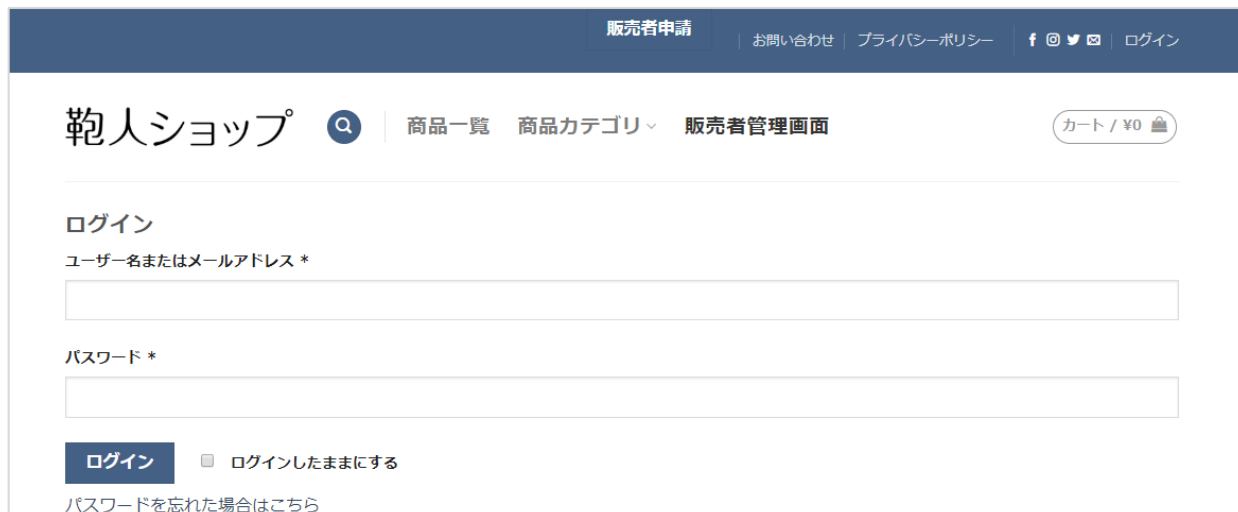 販売者申請
お問い合わせ プライバシーポリシー ログイン
鞄人ショップ 商品一覧 商品カテゴリ 販売者管理画面 カート / ¥0
ログイン
ユーザー名またはメールアドレス *
パスワード *
ログイン ログインしたままにする
パスワードを忘れた場合はこちら